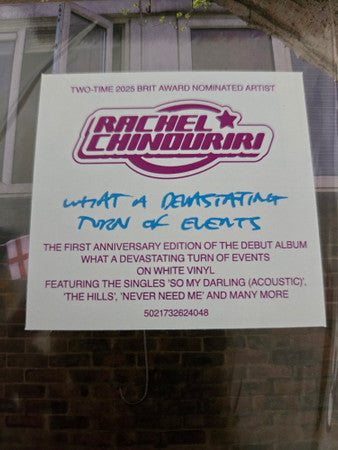 TWO-TIME 2025 BRIT AWARD NOMINATED ARTIST
RACHEL
CHINOURIRI
WHAT A DEVASTATING
TURN OF EVENTS
THE FIRST ANNIVERSARY EDITION OF THE DEBUT ALBUM
WHAT A DEVASTATING TURN OF EVENTS
ON WHITE VINYL
FEATURING THE SINGLES 'SO MY DARLING (ACOUSTIC)',
'THE HILLS', 'NEVER NEED ME' AND MANY MORE
5021732624048